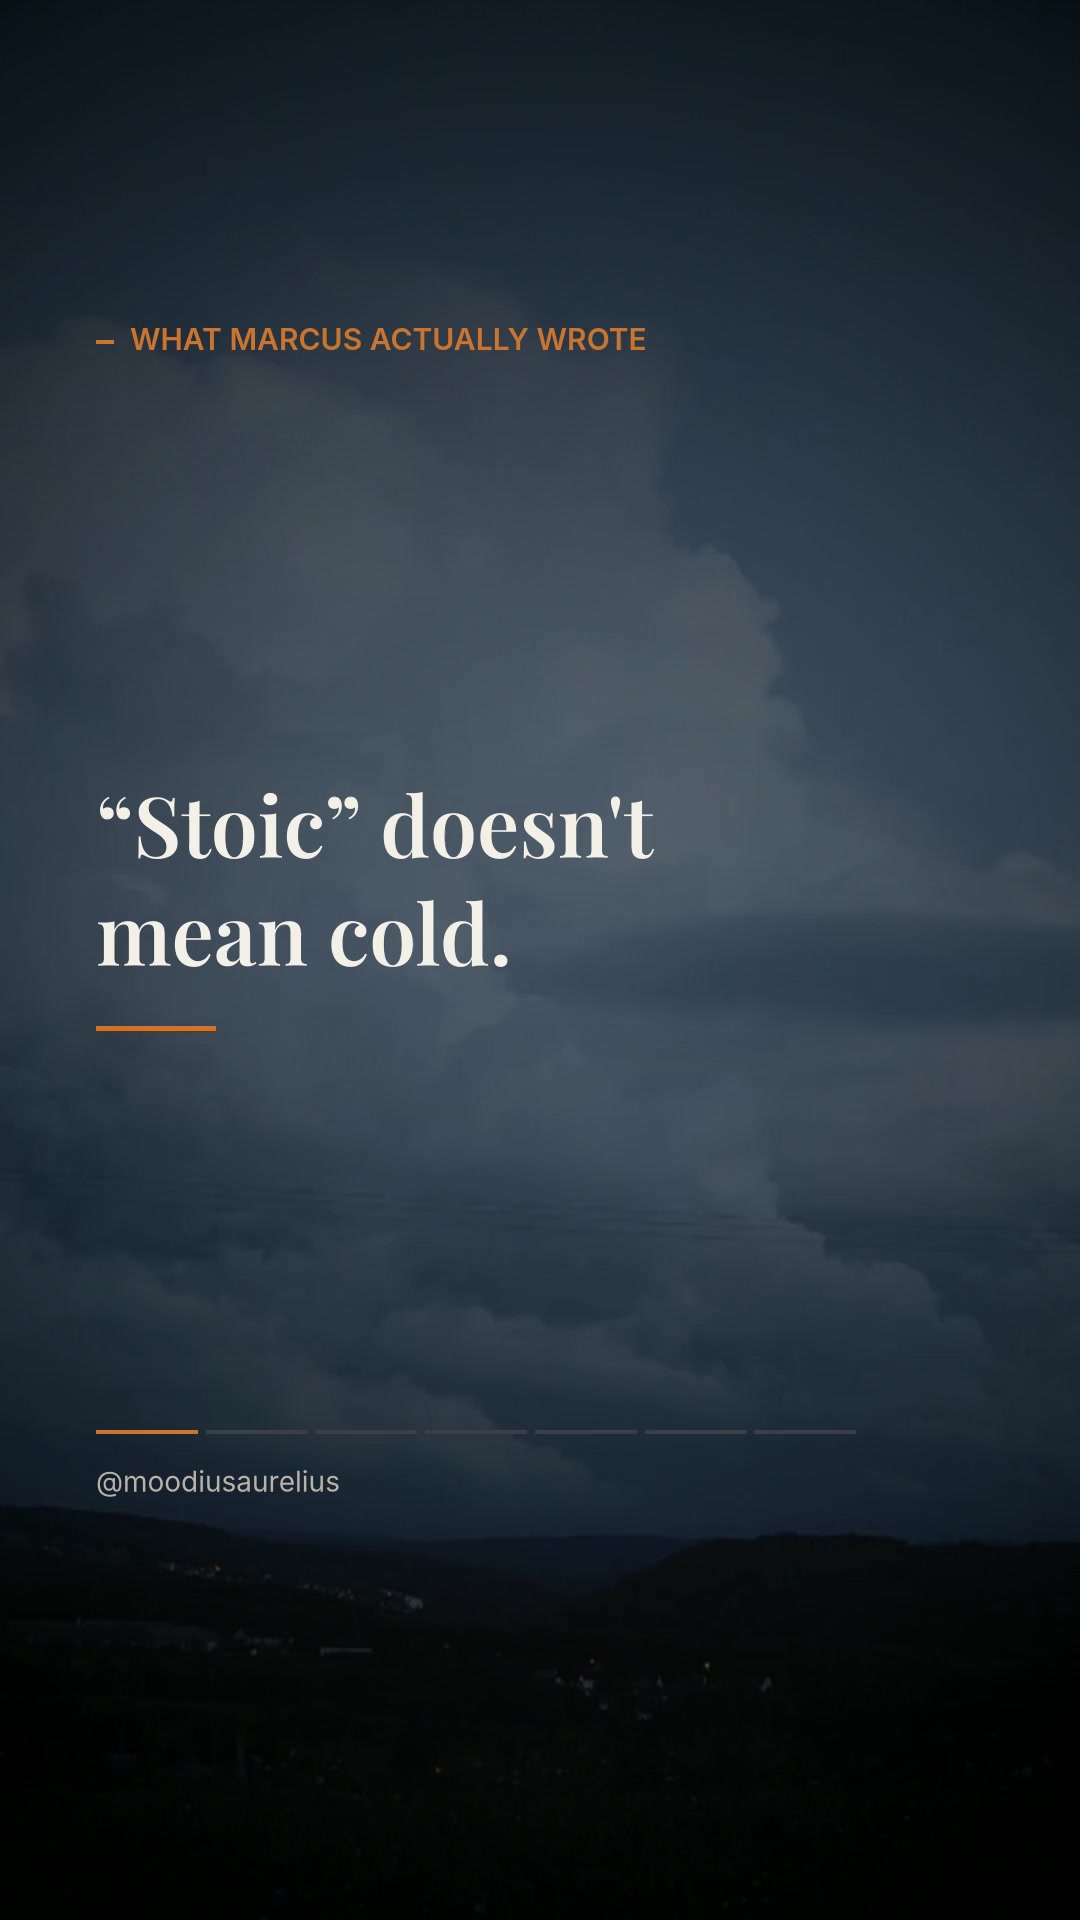 – WHAT MARCUS ACTUALLY WROTE
“Stoic” doesn't
mean cold.
@moodiusaurelius